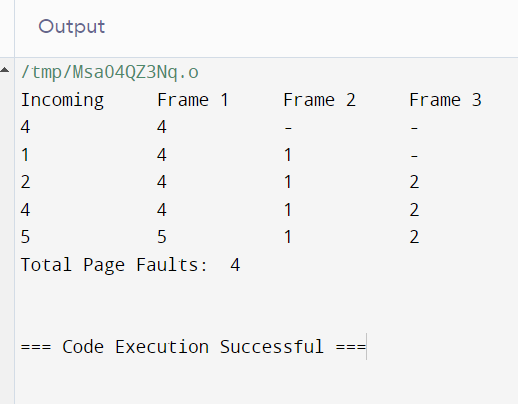 Output
/tmp/MsaO4QZ3Nq.o
Incoming Frame 1 Frame 2 Frame 3
4 4 - -
1 4 1 -
2 4 1 2
4 4 1 2
5 5 1 2
Total Page Faults: 4
=== Code Execution Successful ===